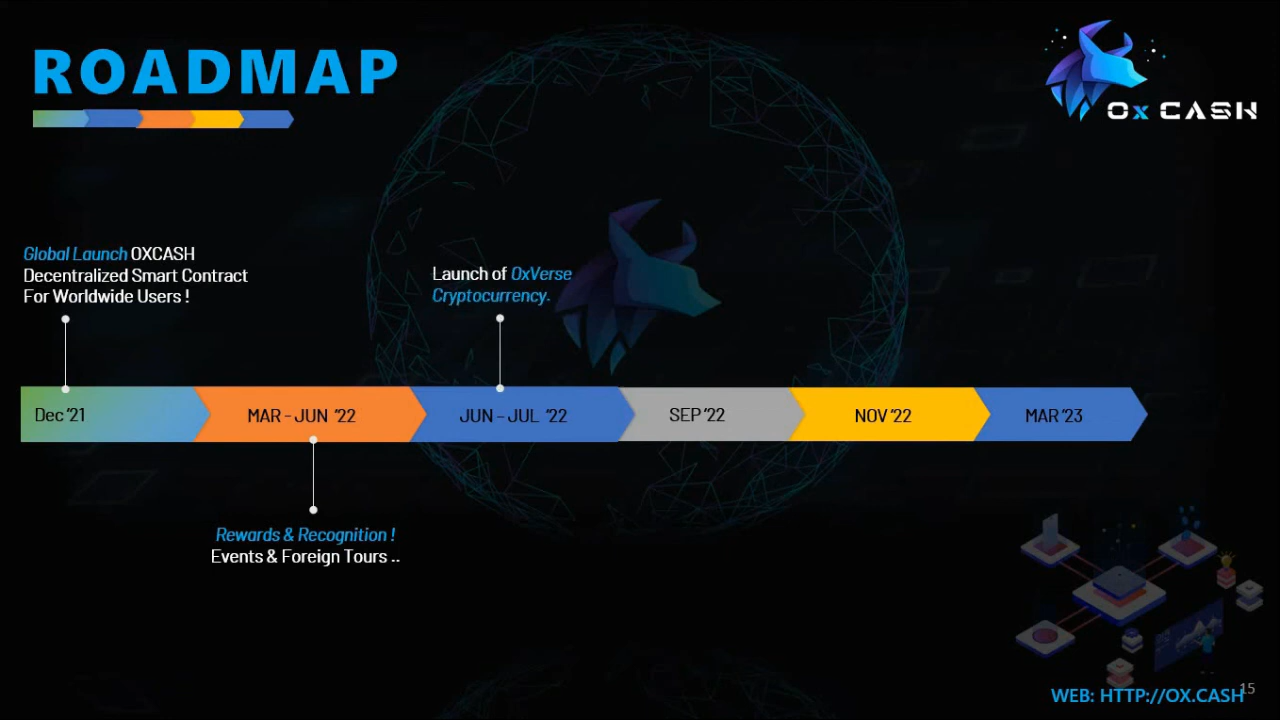 ROADMAP
Ox CASH
Global Launch OXCASH
Decentralized Smart Contract
For Worldwide Users !
Launch of OxVerse
Cryptocurrency.
Dec '21
MAR - JUN '22
JUN - JUL '22
SEP '22
NOV '22
MAR '23
Rewards & Recognition !
Events & Foreign Tours ..
WEB: HTTP://OX.CASH
15